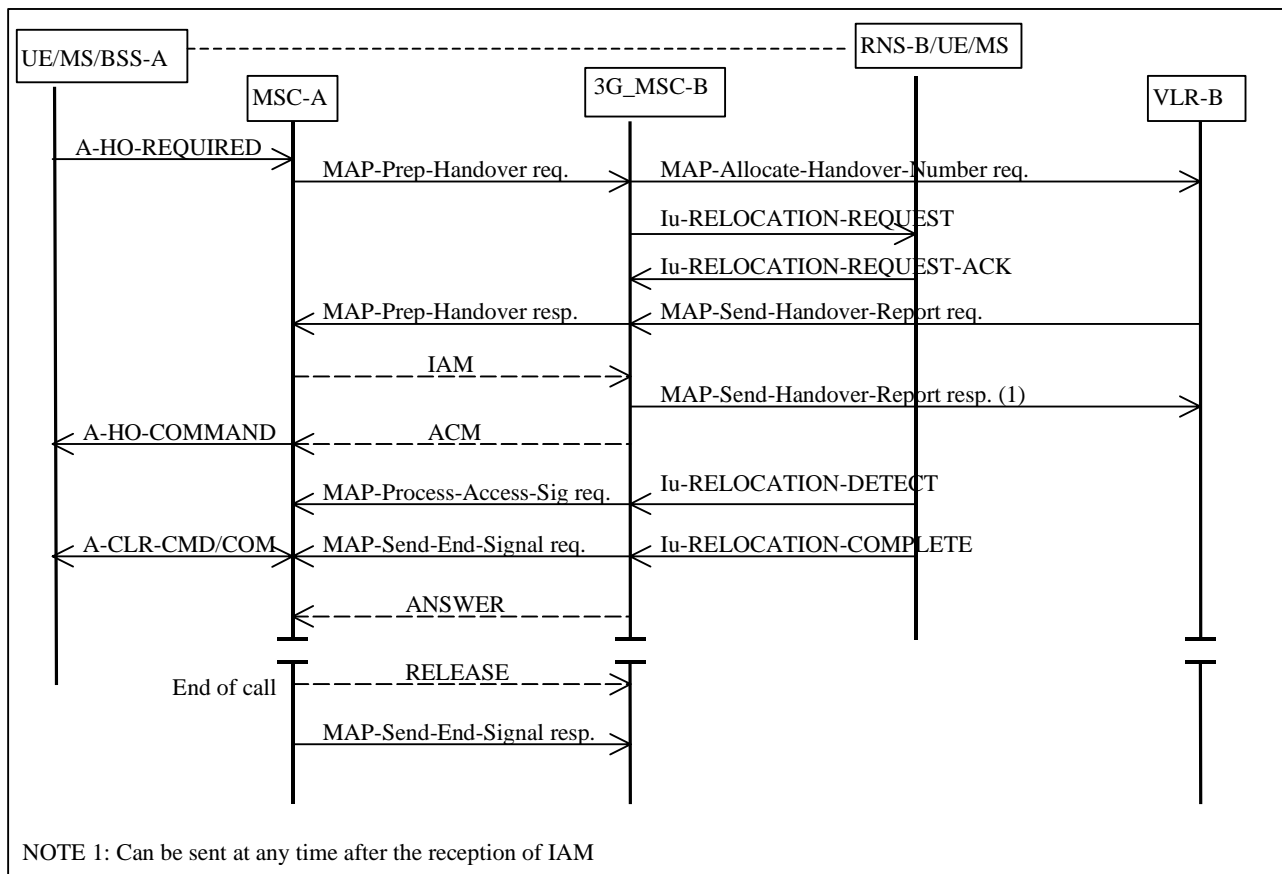 UE/MS/BSS-A
RNS-B/UE/MS
MSC-A
3G_MSC-B
VLR-B
A-HO-REQUIRED
MAP-Prep-Handover req.
MAP-Allocate-Handover-Number req.
Iu-RELOCATION-REQUEST
Iu-RELOCATION-REQUEST-ACK
MAP-Prep-Handover resp.
MAP-Send-Handover-Report req.
IAM
MAP-Send-Handover-Report resp. (1)
A-HO-COMMAND
ACM
MAP-Process-Access-Sig req.
Iu-RELOCATION-DETECT
A-CLR-CMD/COM
MAP-Send-End-Signal req.
Iu-RELOCATION-COMPLETE
ANSWER
End of call
RELEASE
MAP-Send-End-Signal resp.
NOTE 1: Can be sent at any time after the reception of IAM